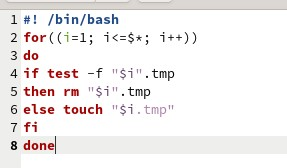 1 #! /bin/bash
2 for((i=1; i<=$*; i++))
3 do
4 if test -f "$i".tmp
5 then rm "$i".tmp
6 else touch "$i.tmp"
7 fi
8 done